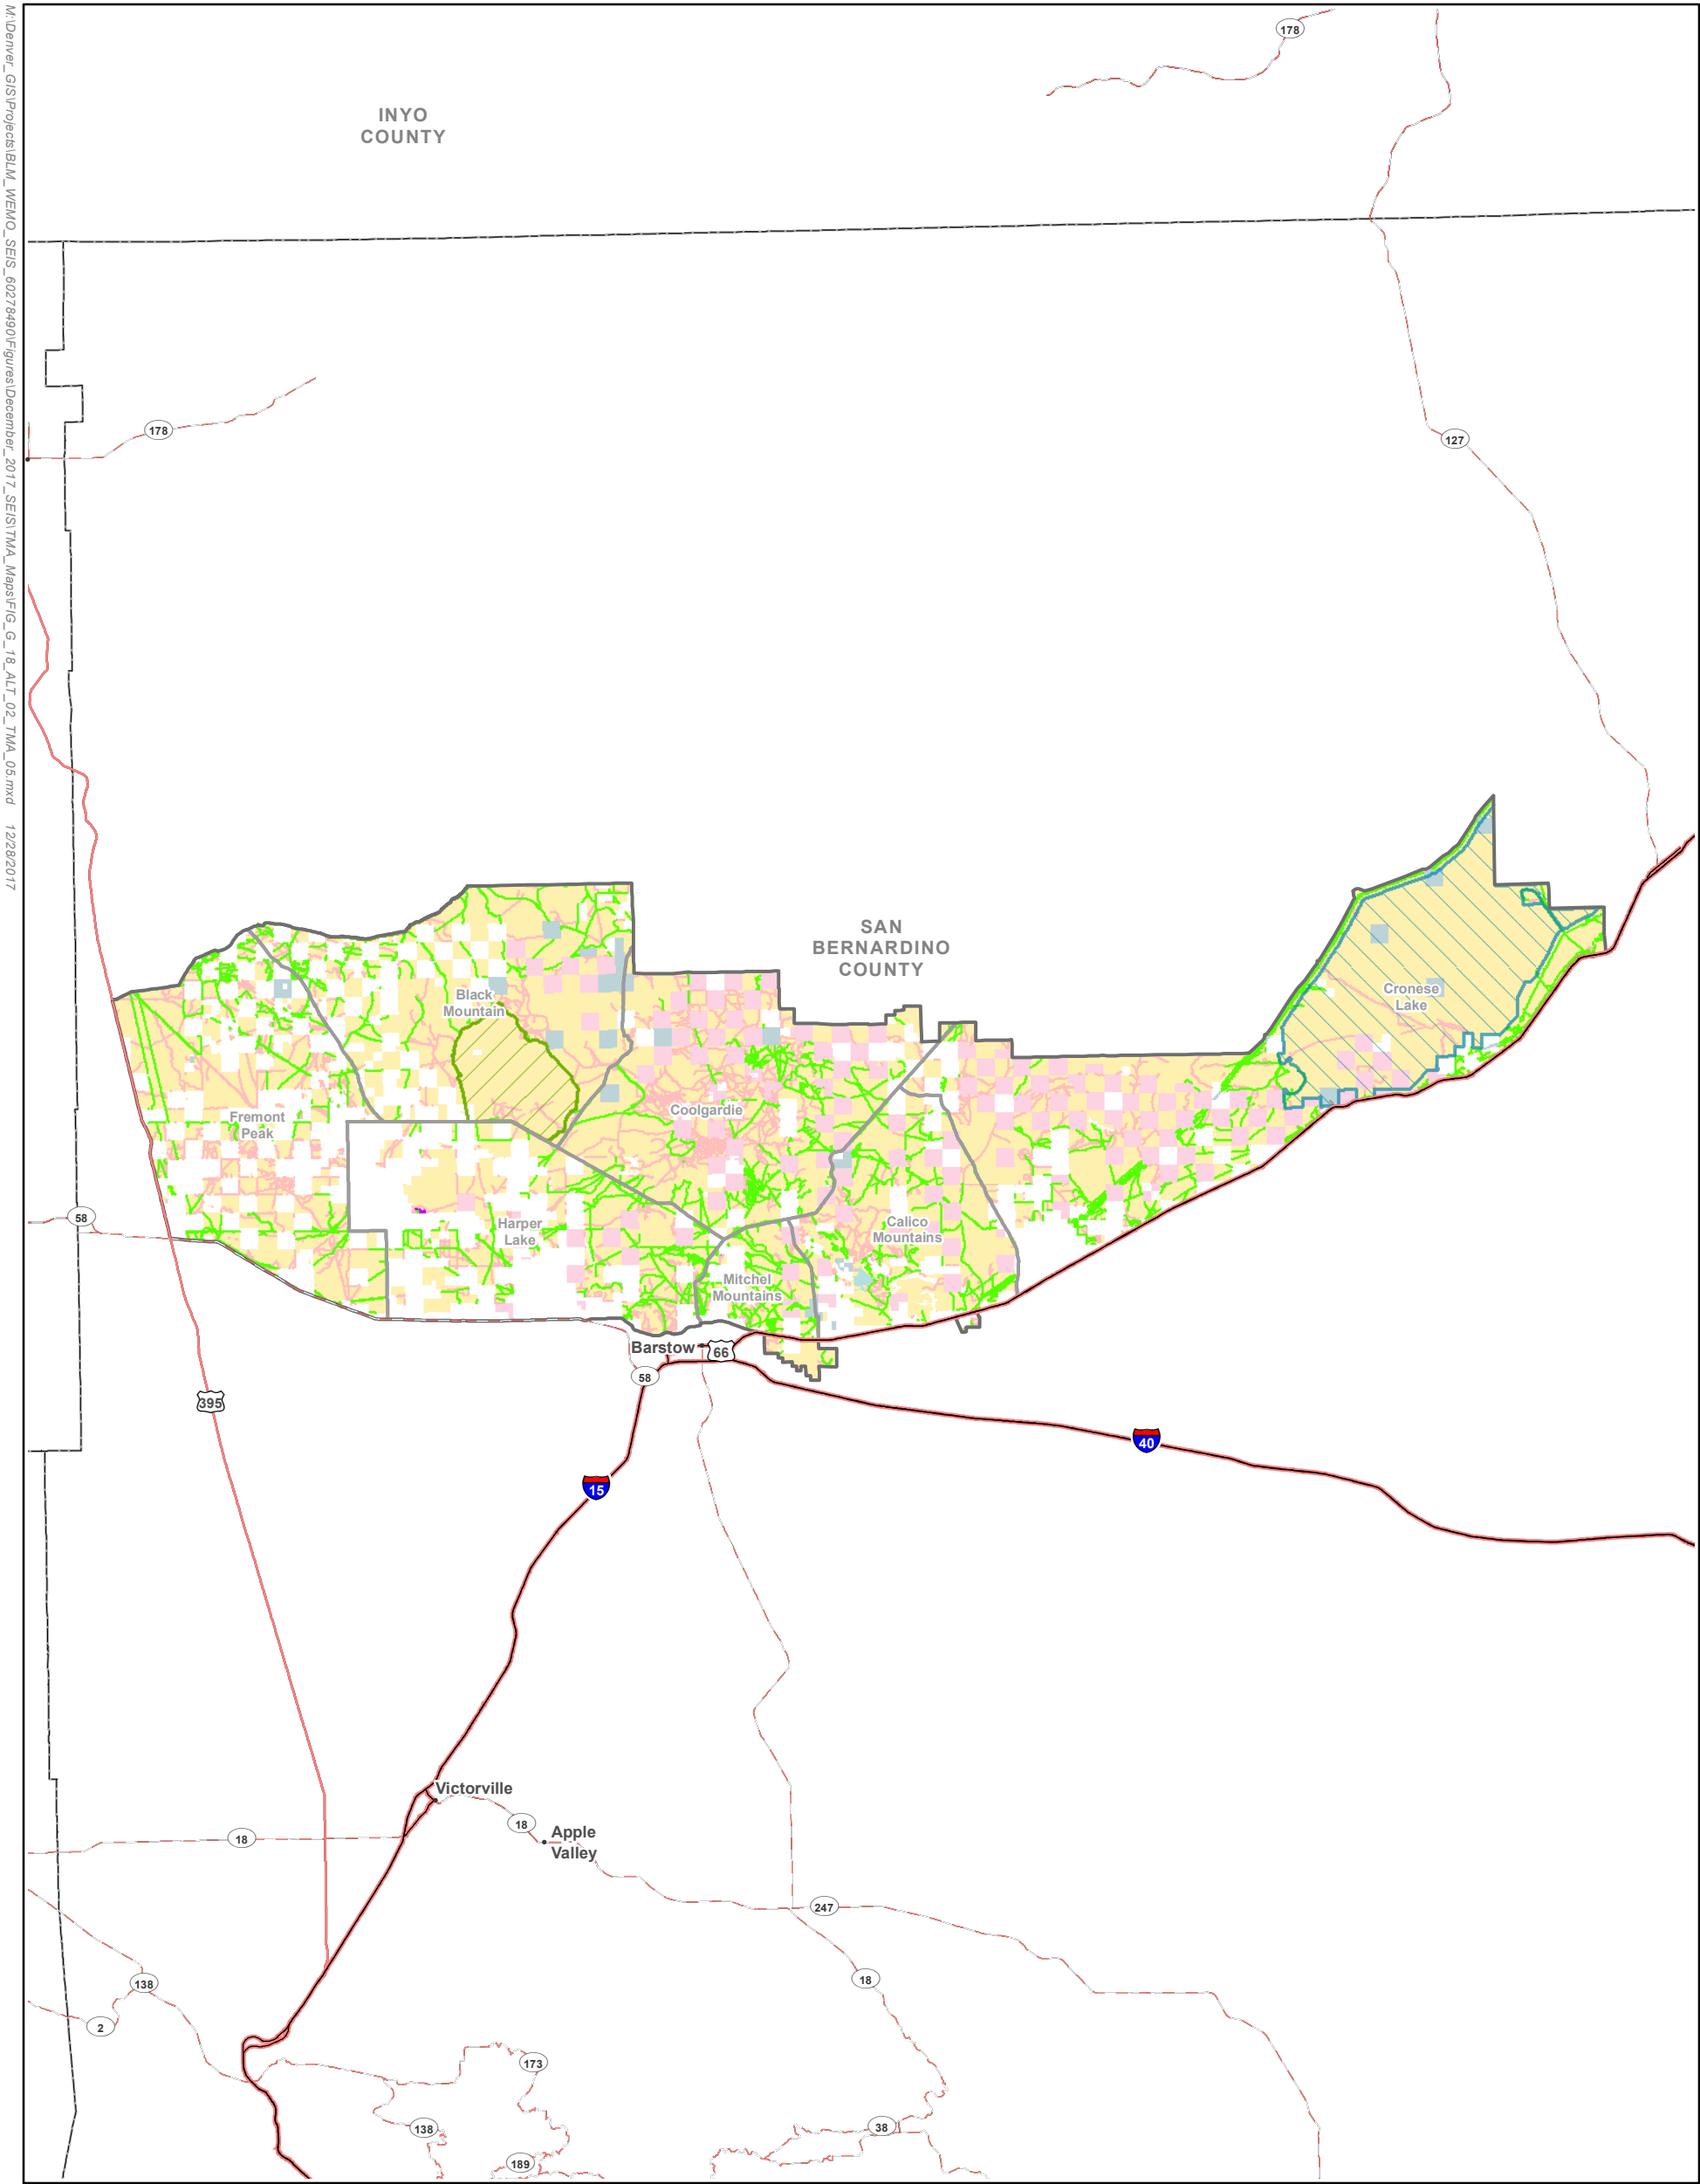 M:\Denver_GIS\Projects\BLM_WEMO_SEIS_60278490\Figures\December_2017_SEIS\TMA_Maps\FIG_G_18_ALT_02_TMA_05.mxd 12/28/2017
178
INYO
COUNTY
178
127
SAN
BERNARDINO
COUNTY
Black
Mountain
Cronese
Lake
Fremont
Peak
Coolgardie
58
Harper
Lake
Calico
Mountains
Mitchel
Mountains
Barstow
66
58
395
40
15
Victorville
18
18
Apple
Valley
247
138
18
2
173
138
38
189